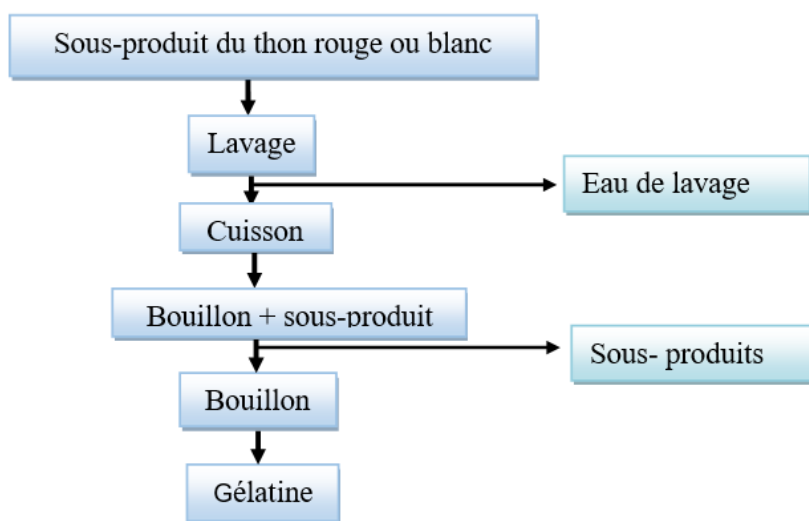 Sous-produit du thon rouge ou blanc
Lavage
Eau de lavage
Cuisson
Bouillon + sous-produit
Sous- produits
Bouillon
Gélatine